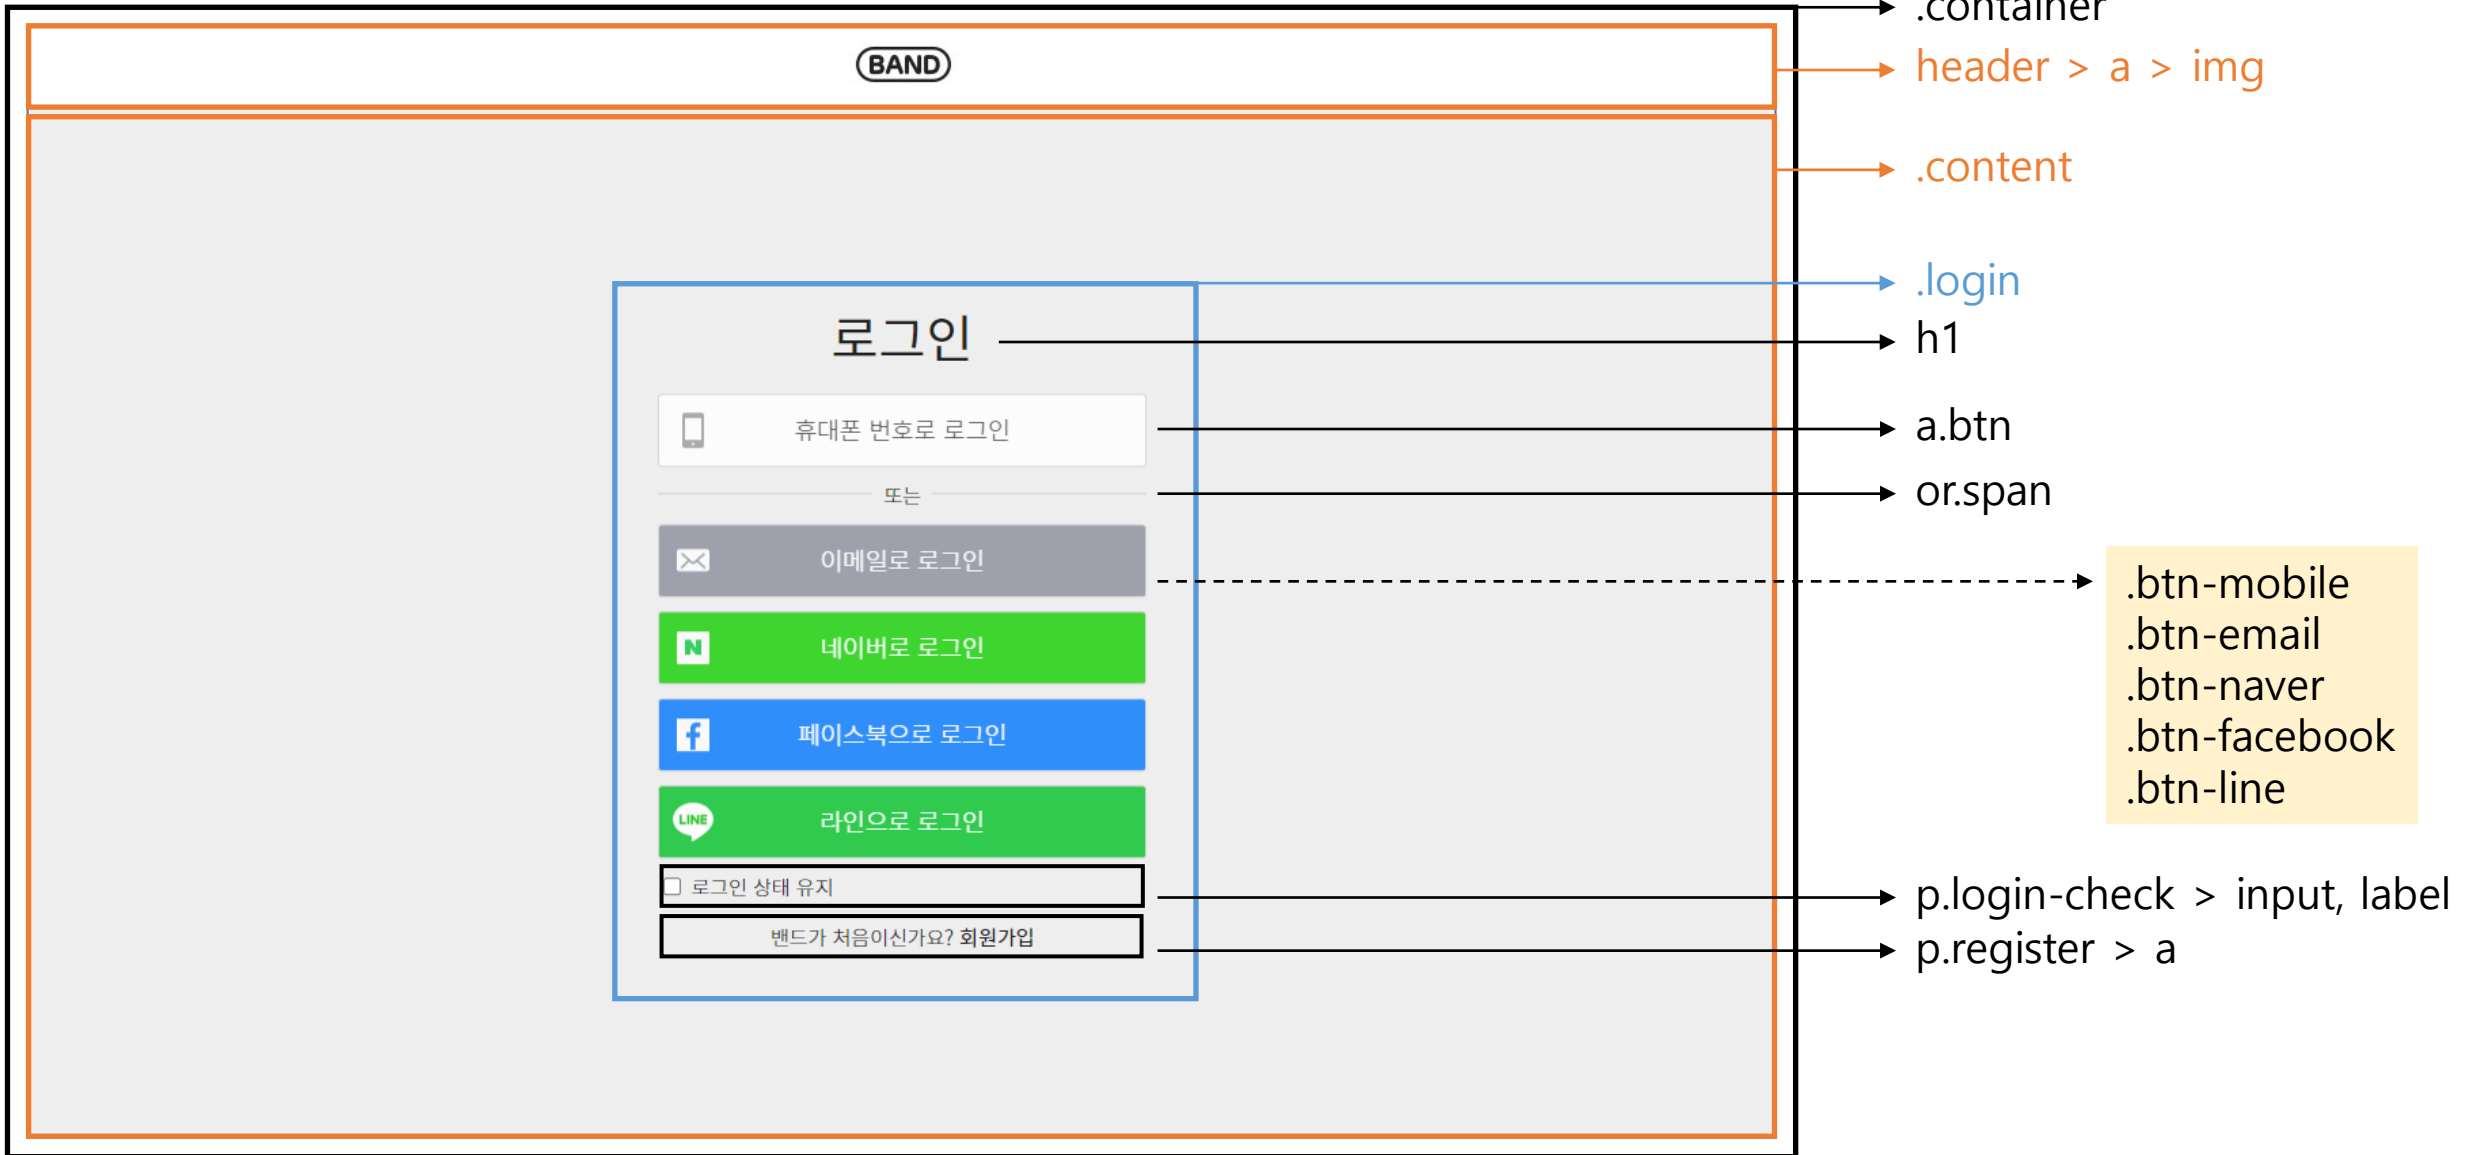 .container
BAND
header > a > img
.content
.login
로그인
h1
휴대폰 번호로 로그인
a.btn
또는
or.span
이메일로 로그인
.btn-mobile
.btn-email
N
네이버로 로그인
.btn-naver
f
페이스북으로 로그인
.btn-facebook
.btn-line
LINE
라인으로 로그인
로그인 상태 유지
p.login-check > input, label
밴드가 처음이신가요? 회원가입
p.register > a